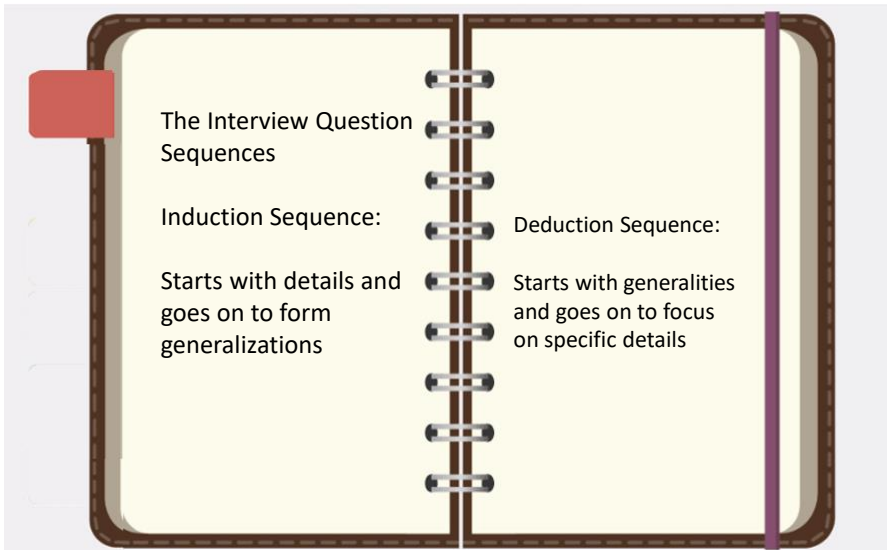 The Interview Question
Sequences
Induction Sequence:
Starts with details and
goes on to form
generalizations
Deduction Sequence:
Starts with generalities
and goes on to focus
on specific details